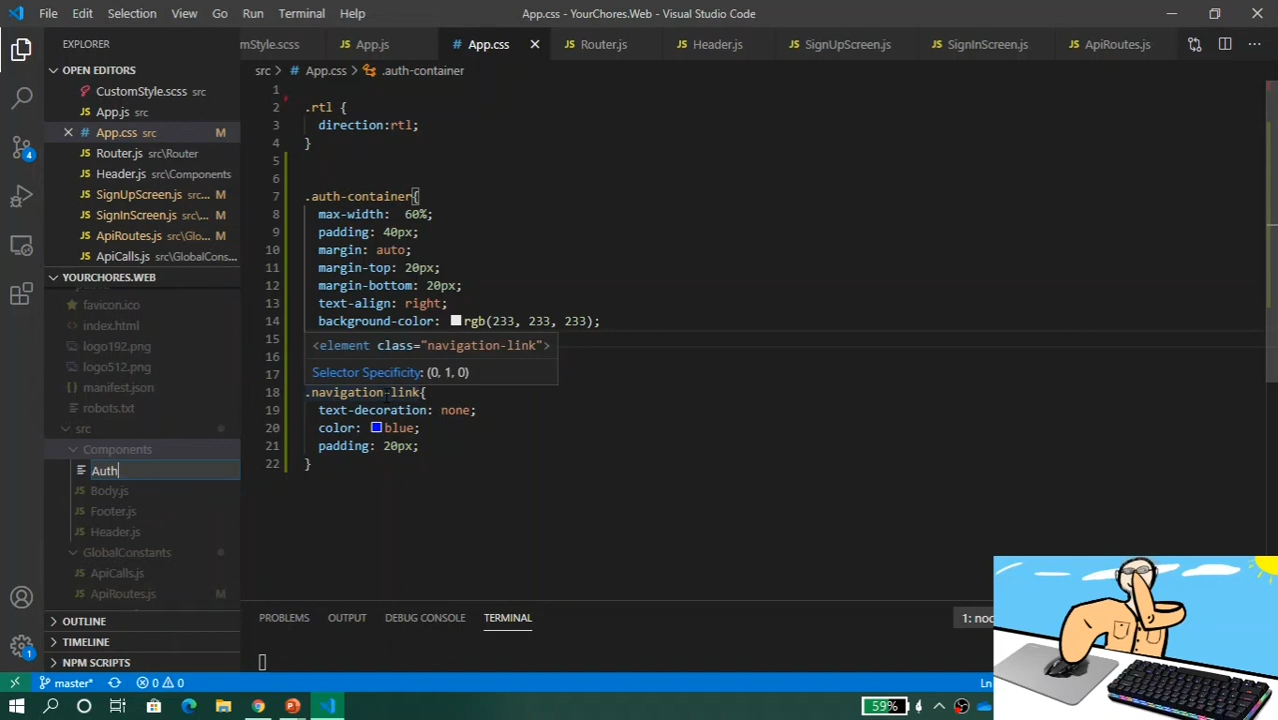 File Edit Selection View Go Run Terminal Help App.css - YourChores.Web - Visual Studio Code
EXPLORER
mStyle.scss App.js # App.css Router.js Header.js SignUpScreen.js SignInScreen.js ApiRoutes.js
src > # App.css > .auth-container
OPEN EDITORS
CustomStyle.scss src
App.js src
# App.css src M
Router.js src\Router
Header.js src\Components
SignUpScreen.js src... M
SignInScreen.js src\... M
ApiRoutes.js src\Glo... M
ApiCalls.js src\GlobalCons...
YOURCHORES.WEB
favicon.ico
index.html
logo192.png
logo512.png
manifest.json
robots.txt
src
Components
Auth
Body.js
Footer.js
Header.js
GlobalConstants
ApiCalls.js
ApiRoutes.js M
OUTLINE
TIMELINE
NPM SCRIPTS
1
2 .rtl {
3 direction:rtl;
4 }
5
6
7 .auth-container{
8 max-width: 60%;
9 padding: 40px;
10 margin: auto;
11 margin-top: 20px;
12 margin-bottom: 20px;
13 text-align: right;
14 background-color: rgb(233, 233, 233);
15
16
17
<element class="navigation-link">
Selector Specificity: (0, 1, 0)
18 .navigation-link{
19 text-decoration: none;
20 color: blue;
21 padding: 20px;
22 }
PROBLEMS OUTPUT DEBUG CONSOLE TERMINAL 1: nod
4
1
master* 0 0 Ln
59%